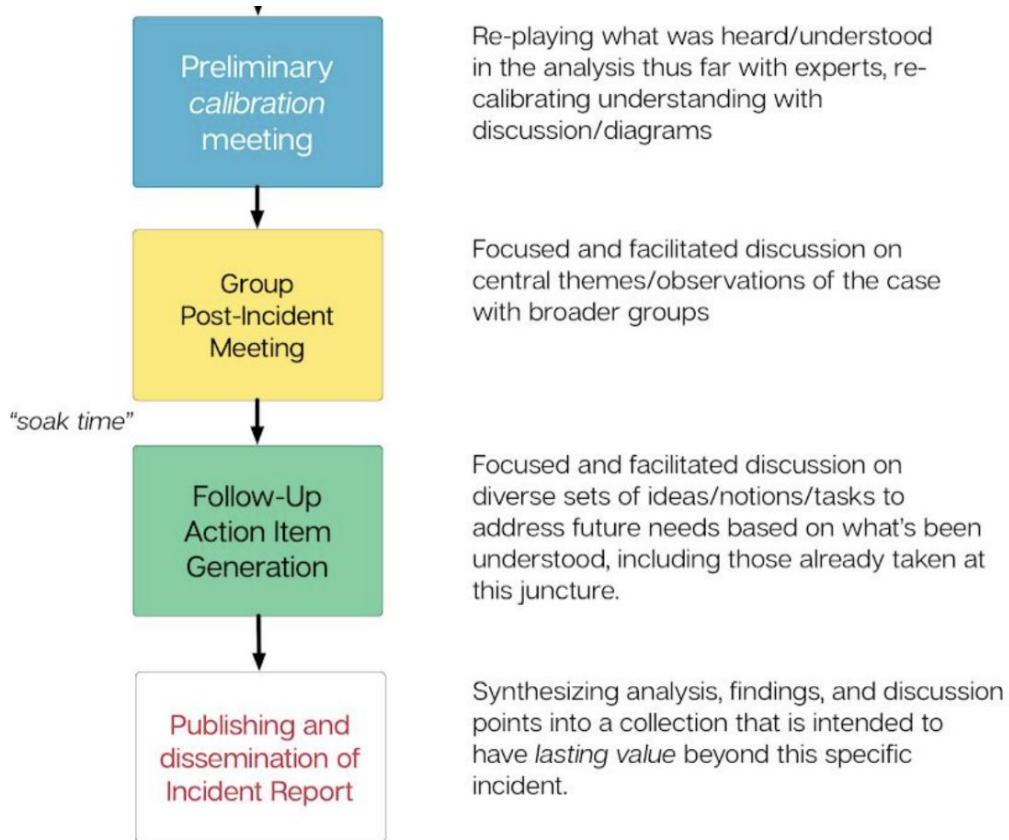 Preliminary
calibration
meeting
Re-playing what was heard/understood
in the analysis thus far with experts, re-
calibrating understanding with
discussion/diagrams
Group
Post-Incident
Meeting
Focused and facilitated discussion on
central themes/observations of the case
with broader groups
“soak time”
Follow-Up
Action Item
Generation
Focused and facilitated discussion on
diverse sets of ideas/notions/tasks to
address future needs based on what’s been
understood, including those already taken at
this juncture.
Publishing and
dissemination of
Incident Report
Synthesizing analysis, findings, and discussion
points into a collection that is intended to
have lasting value beyond this specific
incident.